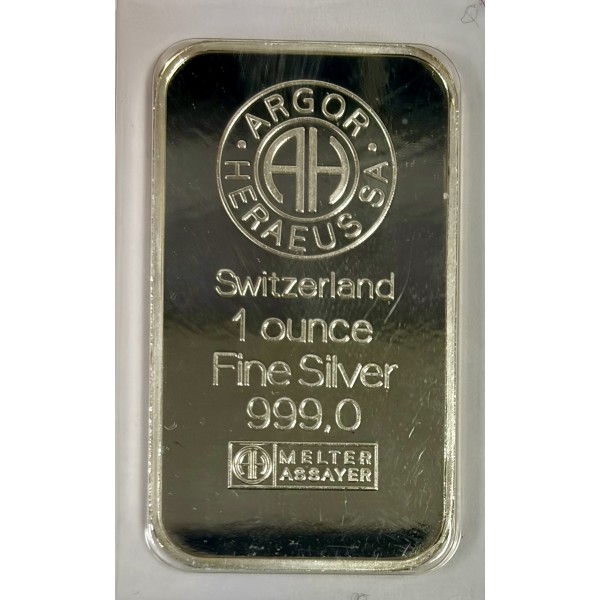 · ARGOR ·
HERAEUS SA
AH
Switzerland
1 ounce
Fine Silver
999,0
AH
MELTER
ASSAYER